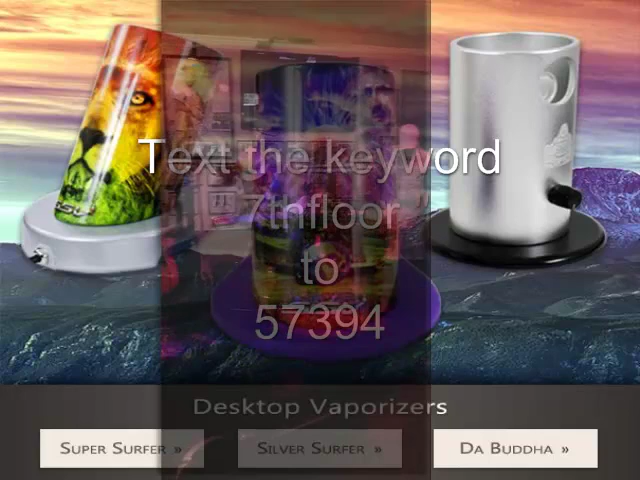 Text the keyword
7thfloor
to
57394
Desktop Vaporizers
Super Surfer »
Silver Surfer »
Da Buddha »